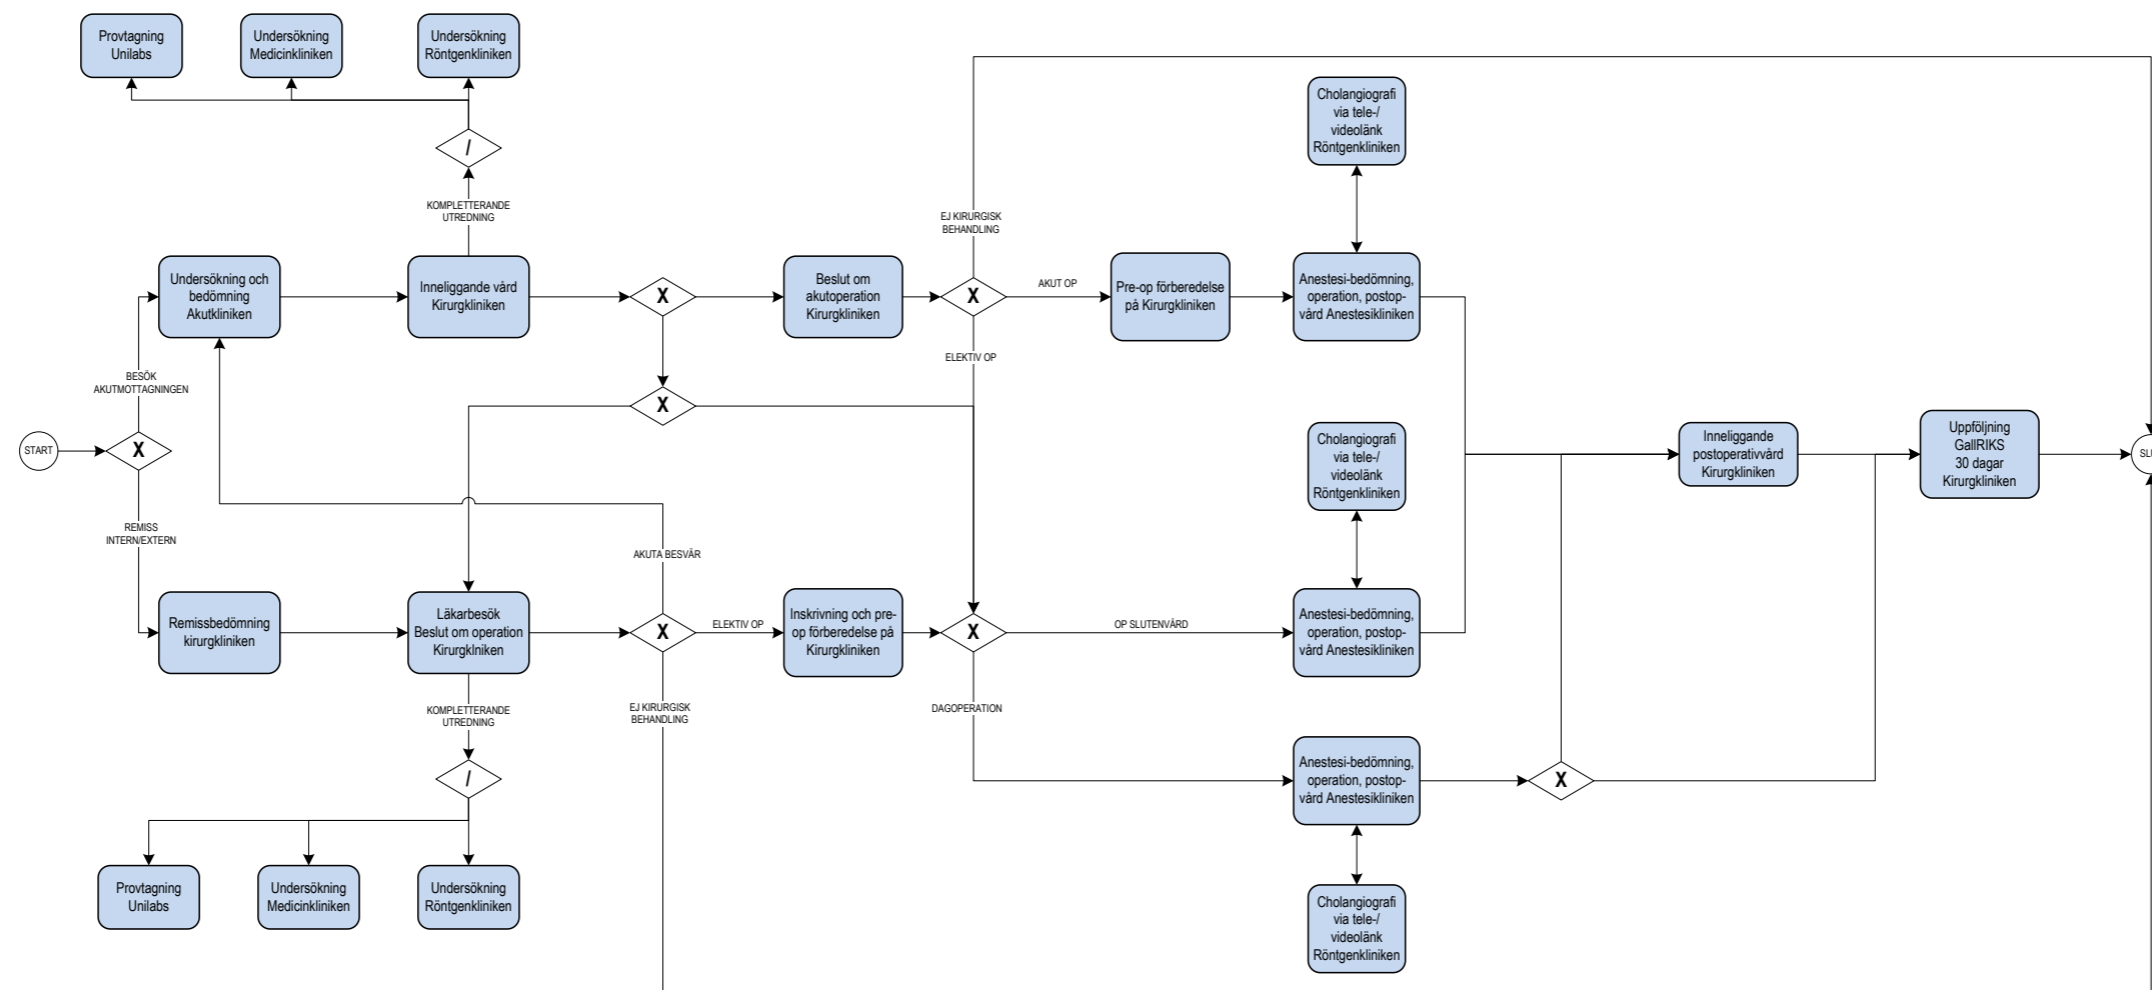 Provtagning
Unilabs
Undersökning
Medicinkliniken
Undersökning
Röntgenkliniken
/
KOMPLETTERANDE
UTREDNING
Cholangiografi
via tele-/
videolänk
Röntgenkliniken
EJ KIRURGISK
BEHANDLING
Undersökning och
bedömning
Akutkliniken
Inneliggande vård
Kirurgkliniken
X
Beslut om
akutoperation
Kirurgkliniken
X
AKUT OP
Pre-op förberedelse
på Kirurgkliniken
Anestesi-bedömning,
operation, postop-
vård Anestesikliniken
ELEKTIV OP
BESÖK
AKUTMOTTAGNINGEN
X
START
X
Cholangiografi
via tele-/
videolänk
Röntgenkliniken
Inneliggande
postoperativvård
Kirurgkliniken
Uppföljning
GallRIKS
30 dagar
Kirurgkliniken
REMISS
INTERN/EXTERN
AKUTA BESVÄR
Remissbedömning
kirurgkliniken
Läkarbesök
Beslut om operation
Kirurgklniken
X
ELEKTIV OP
Inskrivning och pre-
op förberedelse på
Kirurgkliniken
X
OP SLUTENVÅRD
Anestesi-bedömning,
operation, postop-
vård Anestesikliniken
KOMPLETTERANDE
UTREDNING
EJ KIRURGISK
BEHANDLING
DAGOPERATION
/
Anestesi-bedömning,
operation, postop-
vård Anestesikliniken
X
Provtagning
Unilabs
Undersökning
Medicinkliniken
Undersökning
Röntgenkliniken
Cholangiografi
via tele-/
videolänk
Röntgenkliniken